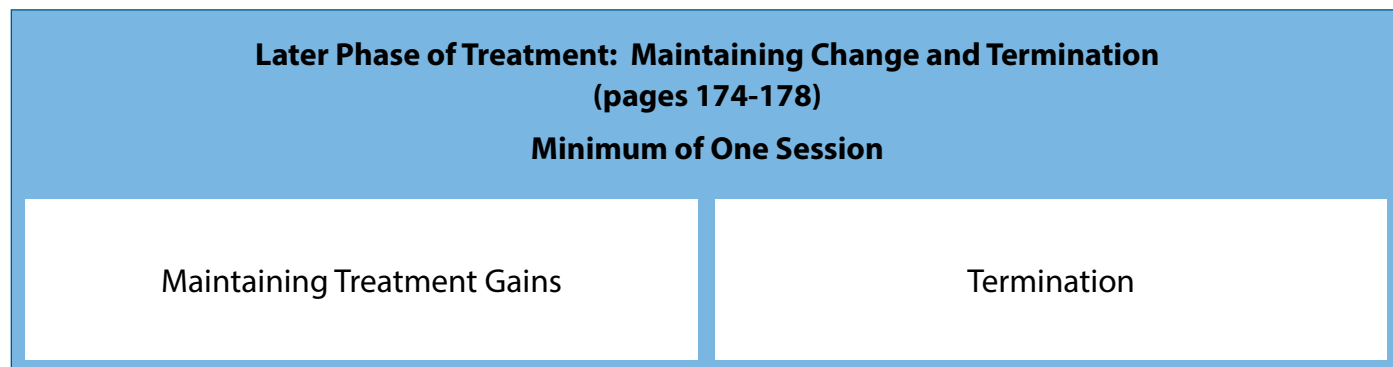 Later Phase of Treatment: Maintaining Change and Termination
(pages 174-178)
Minimum of One Session
Maintaining Treatment Gains
Termination